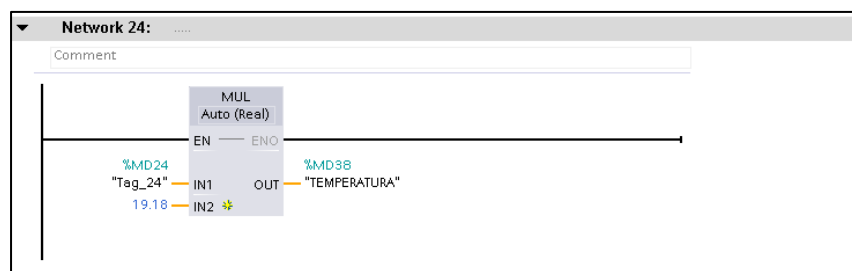 Network 24: .....
Comment
MUL
Auto (Real)
EN ENO
%MD24 %MD38
"Tag_24" IN1 OUT "TEMPERATURA"
19.18 IN2